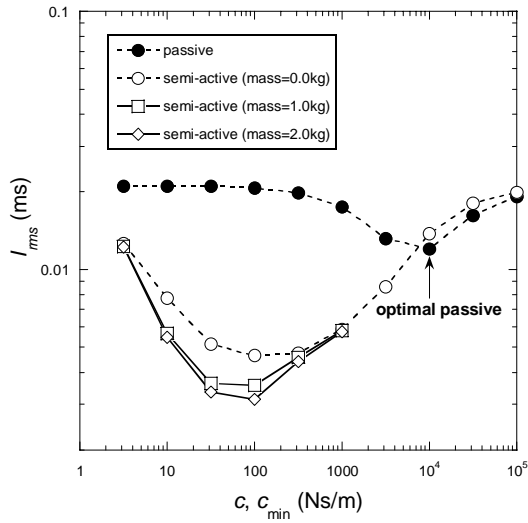 0.1
passive
semi-active (mass=0.0kg)
semi-active (mass=1.0kg)
semi-active (mass=2.0kg)
I_rms (ms)
0.01
optimal passive
1 10 100 1000 10^4 10^5
c, c_min (Ns/m)